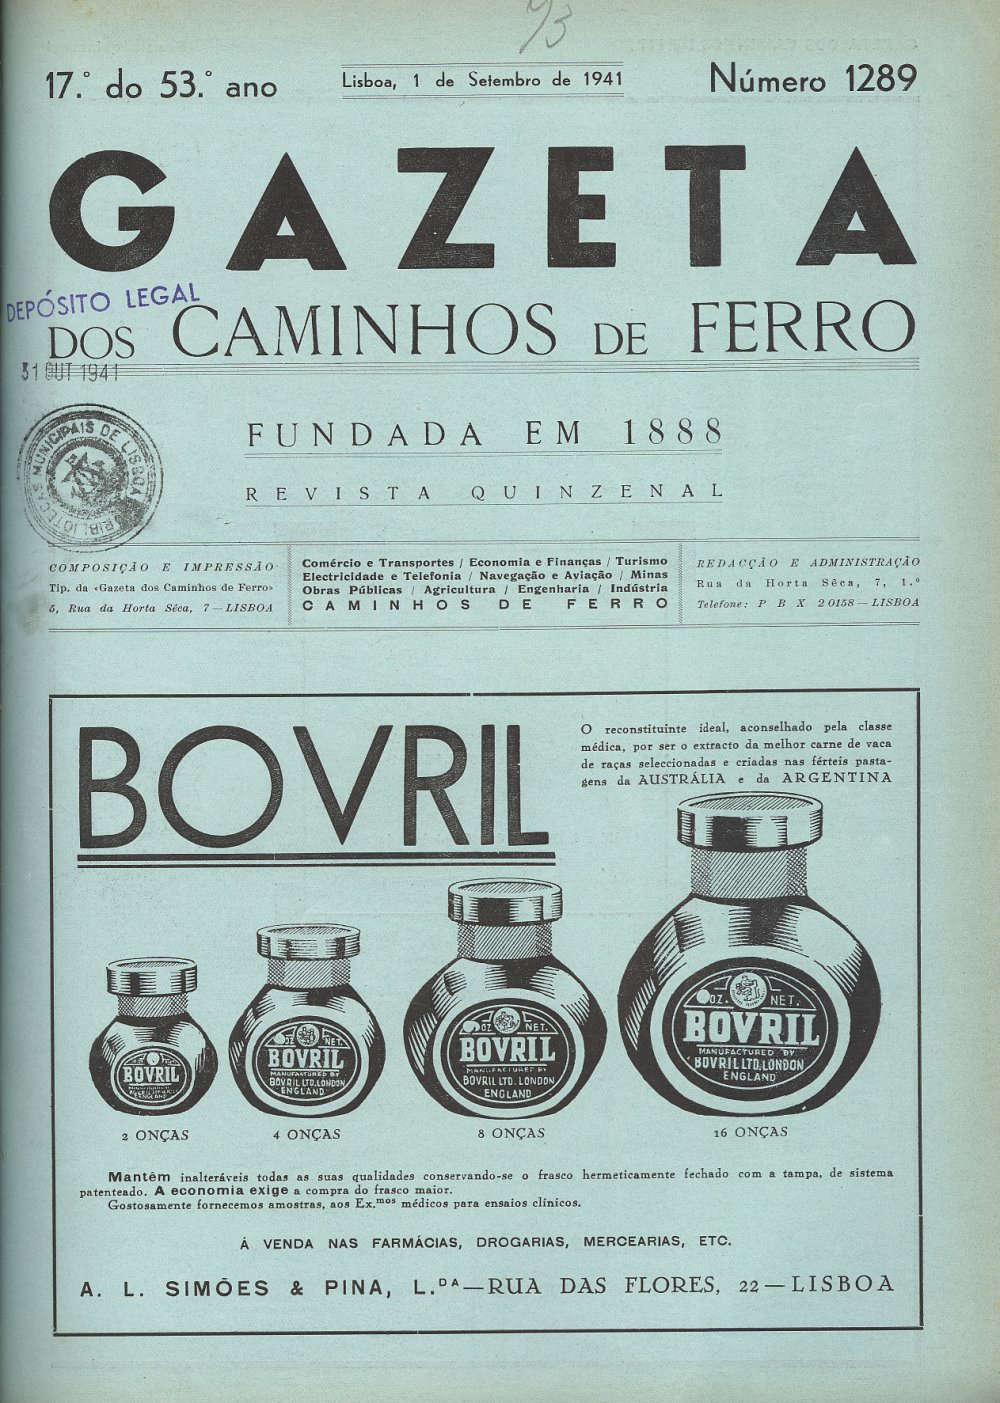 17.º do 53.º ano
Lisboa, 1 de Setembro de 1941
Número 1289
GAZETA
DEPÓSITO LEGAL
DOS CAMINHOS DE FERRO
31 OUT 1941
BIBLIOTECAS MUNICIPAIS DE LISBOA
FUNDADA EM 1888
REVISTA QUINZENAL
COMPOSIÇÃO E IMPRESSÃO
Tip. da «Gazeta dos Caminhos de Ferro»
5, Rua da Horta Sêca, 7 — LISBOA
Comércio e Transportes / Economia e Finanças / Turismo
Electricidade e Telefonia / Navegação e Aviação / Minas
Obras Públicas / Agricultura / Engenharia / Indústria
CAMINHOS DE FERRO
REDACÇÃO E ADMINISTRAÇÃO
Rua da Horta Sêca, 7, 1.º
Telefone: P B X 20158 — LISBOA
BOVRIL
O reconstituinte ideal, aconselhado pela classe
médica, por ser o extracto da melhor carne de vaca
de raças seleccionadas e criadas nas férteis pasta-
gens da AUSTRÁLIA e da ARGENTINA
BOVRIL
2 ONÇAS
OZ. NET.
BOVRIL
MANUFACTURED BY
BOVRIL LTD. LONDON
ENGLAND
4 ONÇAS
OZ NET.
BOVRIL
MANUFACTURED BY
BOVRIL LTD. LONDON
ENGLAND
8 ONÇAS
OZ. NET.
BOVRIL
MANUFACTURED BY
BOVRIL LTD. LONDON
ENGLAND
16 ONÇAS
Mantêm inalteráveis todas as suas qualidades conservando-se o frasco hermeticamente fechado com a tampa, de sistema
patenteado. A economia exige a compra do frasco maior.
Gostosamente fornecemos amostras, aos Ex.mos médicos para ensaios clínicos.
Á VENDA NAS FARMÁCIAS, DROGARIAS, MERCEARIAS, ETC.
A. L. SIMÕES & PINA, L.DA — RUA DAS FLORES, 22 — LISBOA